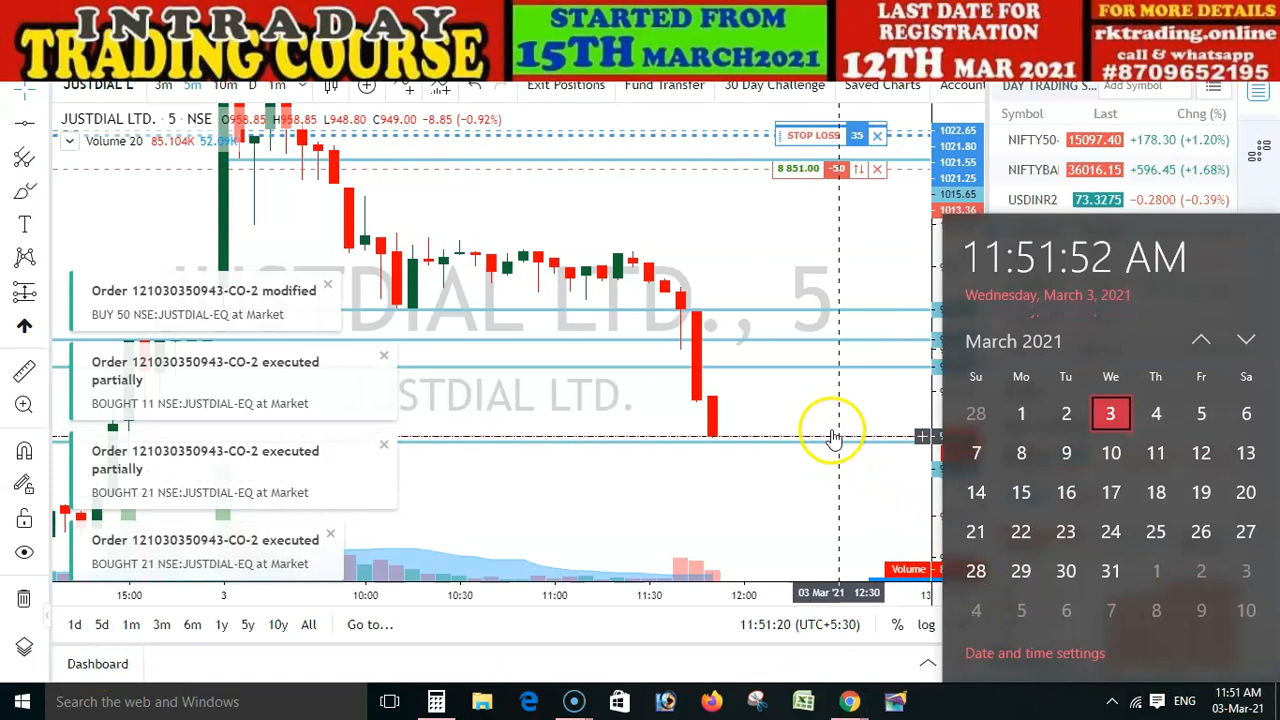 INTRADAY
TRADING COURSE
STARTED FROM
15TH MARCH2021
LAST DATE FOR
REGISTRATION
12TH MAR 2021
FOR MORE DETAILS
rktrading.online
call & whatsapp
#8709652195
JUSTDIAL L 3m 5m 10m 1h D 1m Exit Positions Fund Transfer 30 Day Challenge Saved Charts Account
DAY TRADING S... Add Symbol
JUSTDIAL LTD. · 5 · NSE O958.85 H958.85 L948.80 C949.00 -8.85 (-0.92%)
Volume 20 85.104K 52.09K
STOP LOSS 35
8 851.00 -50
1022.65
1021.80
1021.55
1021.25
1015.65
1013.36
Symbol Last Chng (%)
NIFTY50- 15097.40 +178.30 (+1.20%)
NIFTYBA 36016.15 +596.45 (+1.68%)
USDINR2 73.3275 −0.2800 (−0.39%)
JUSTDIAL LTD., 5
JUSTDIAL LTD.
Order 121030350943-CO-2 modified
BUY 50 NSE:JUSTDIAL-EQ at Market
Order 121030350943-CO-2 executed
partially
BOUGHT 11 NSE:JUSTDIAL-EQ at Market
Order 121030350943-CO-2 executed
partially
BOUGHT 21 NSE:JUSTDIAL-EQ at Market
Order 121030350943-CO-2 executed
BOUGHT 21 NSE:JUSTDIAL-EQ at Market
Volume
15:00 3 10:00 10:30 11:00 11:30 12:00 03 Mar '21 12:30 13
1d 5d 1m 3m 6m 1y 5y 10y All Go to... 11:51:20 (UTC+5:30) % log
Dashboard
11:51:52 AM
Wednesday, March 3, 2021
March 2021
Su Mo Tu We Th Fr Sa
28 1 2 3 4 5 6
7 8 9 10 11 12 13
14 15 16 17 18 19 20
21 22 23 24 25 26 27
28 29 30 31 1 2 3
4 5 6 7 8 9 10
Date and time settings
Search the web and Windows
ENG
11:51 AM
03-Mar-21